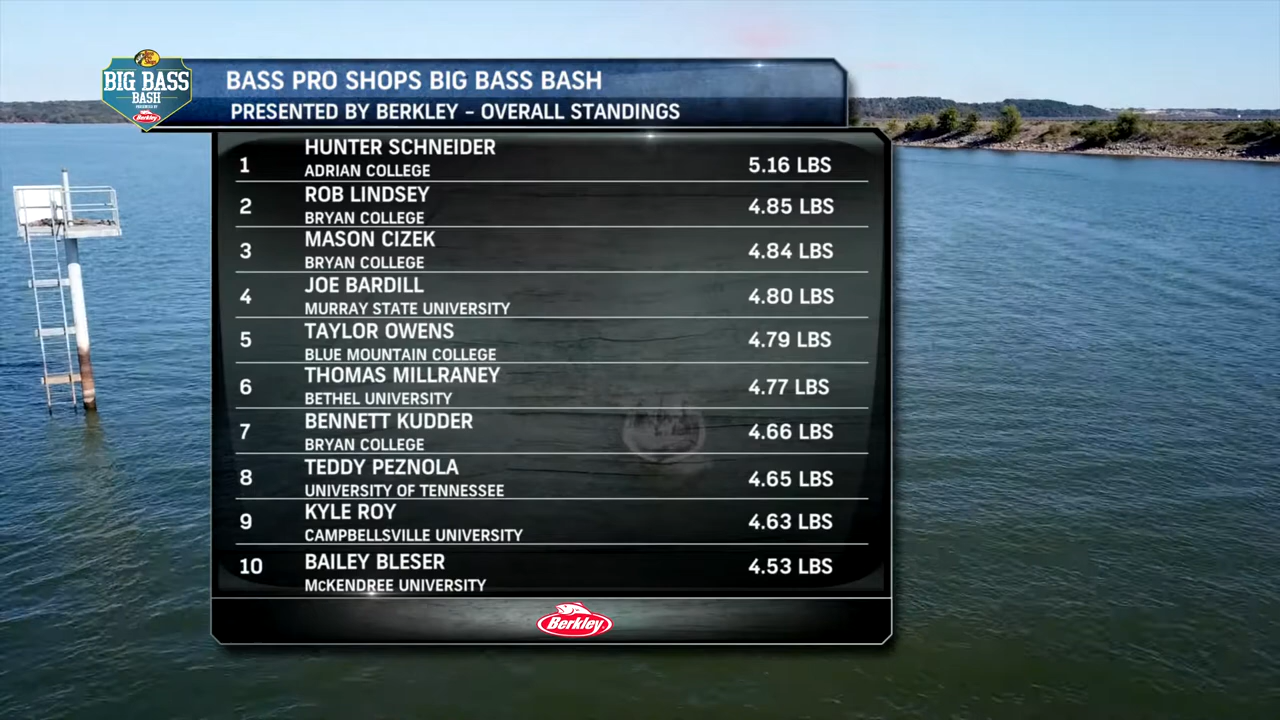 BIG BASS
BASH
BASS PRO SHOPS BIG BASS BASH
PRESENTED BY BERKLEY – OVERALL STANDINGS
1 HUNTER SCHNEIDER 5.16 LBS
ADRIAN COLLEGE
2 ROB LINDSEY 4.85 LBS
BRYAN COLLEGE
3 MASON CIZEK 4.84 LBS
BRYAN COLLEGE
4 JOE BARDILL 4.80 LBS
MURRAY STATE UNIVERSITY
5 TAYLOR OWENS 4.79 LBS
BLUE MOUNTAIN COLLEGE
6 THOMAS MILLRANEY 4.77 LBS
BETHEL UNIVERSITY
7 BENNETT KUDDER 4.66 LBS
BRYAN COLLEGE
8 TEDDY PEZNOLA 4.65 LBS
UNIVERSITY OF TENNESSEE
9 KYLE ROY 4.63 LBS
CAMPBELLSVILLE UNIVERSITY
10 BAILEY BLESER 4.53 LBS
McKENDREE UNIVERSITY
Berkley